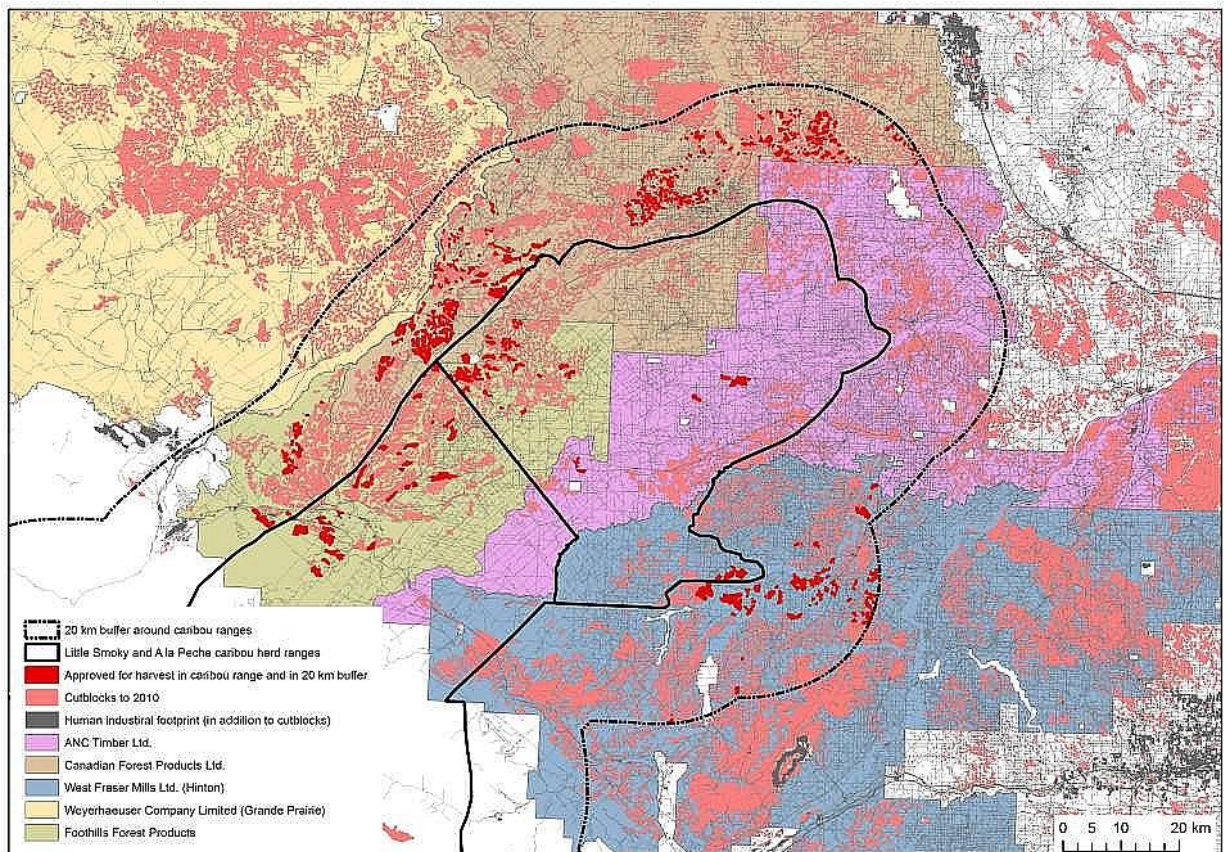 20 km buffer around caribou ranges
Little Smoky and A la Peche caribou herd ranges
Approved for harvest in caribou range and in 20 km buffer
Cutblocks to 2010
Human Industrial footprint (in addition to cutblocks)
ANC Timber Ltd.
Canadian Forest Products Ltd.
West Fraser Mills Ltd. (Hinton)
Weyerhaeuser Company Limited (Grande Prairie)
Foothills Forest Products
0 5 10 20 km